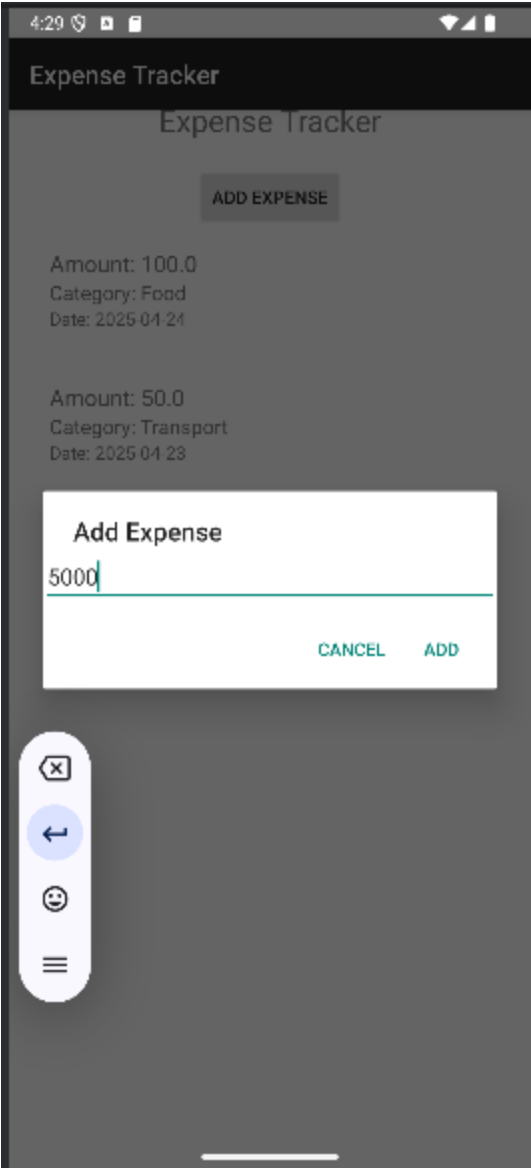 4:29
Expense Tracker
Expense Tracker
ADD EXPENSE
Amount: 100.0
Category: Food
Date: 2025-04-24
Amount: 50.0
Category: Transport
Date: 2025-04-23
Add Expense
5000
CANCEL ADD